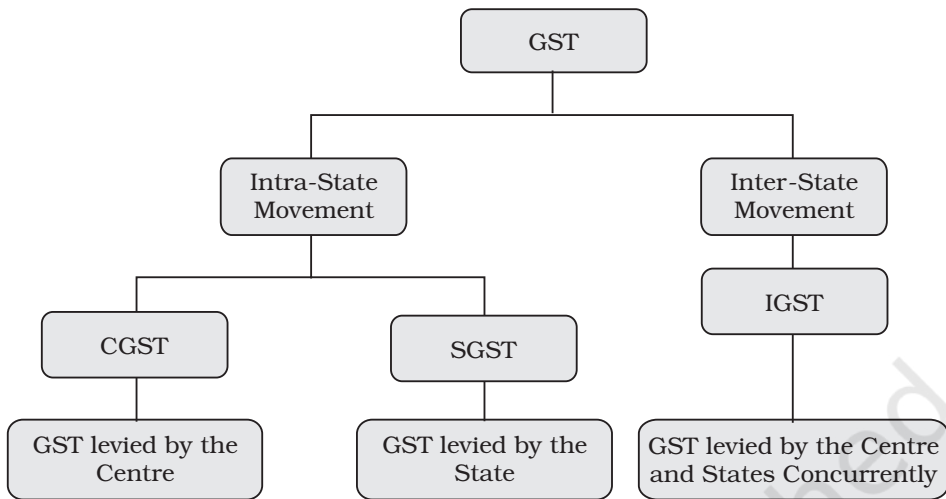 GST
Intra-State
Movement
Inter-State
Movement
CGST
SGST
IGST
GST levied by the
Centre
GST levied by the
State
GST levied by the Centre
and States Concurrently